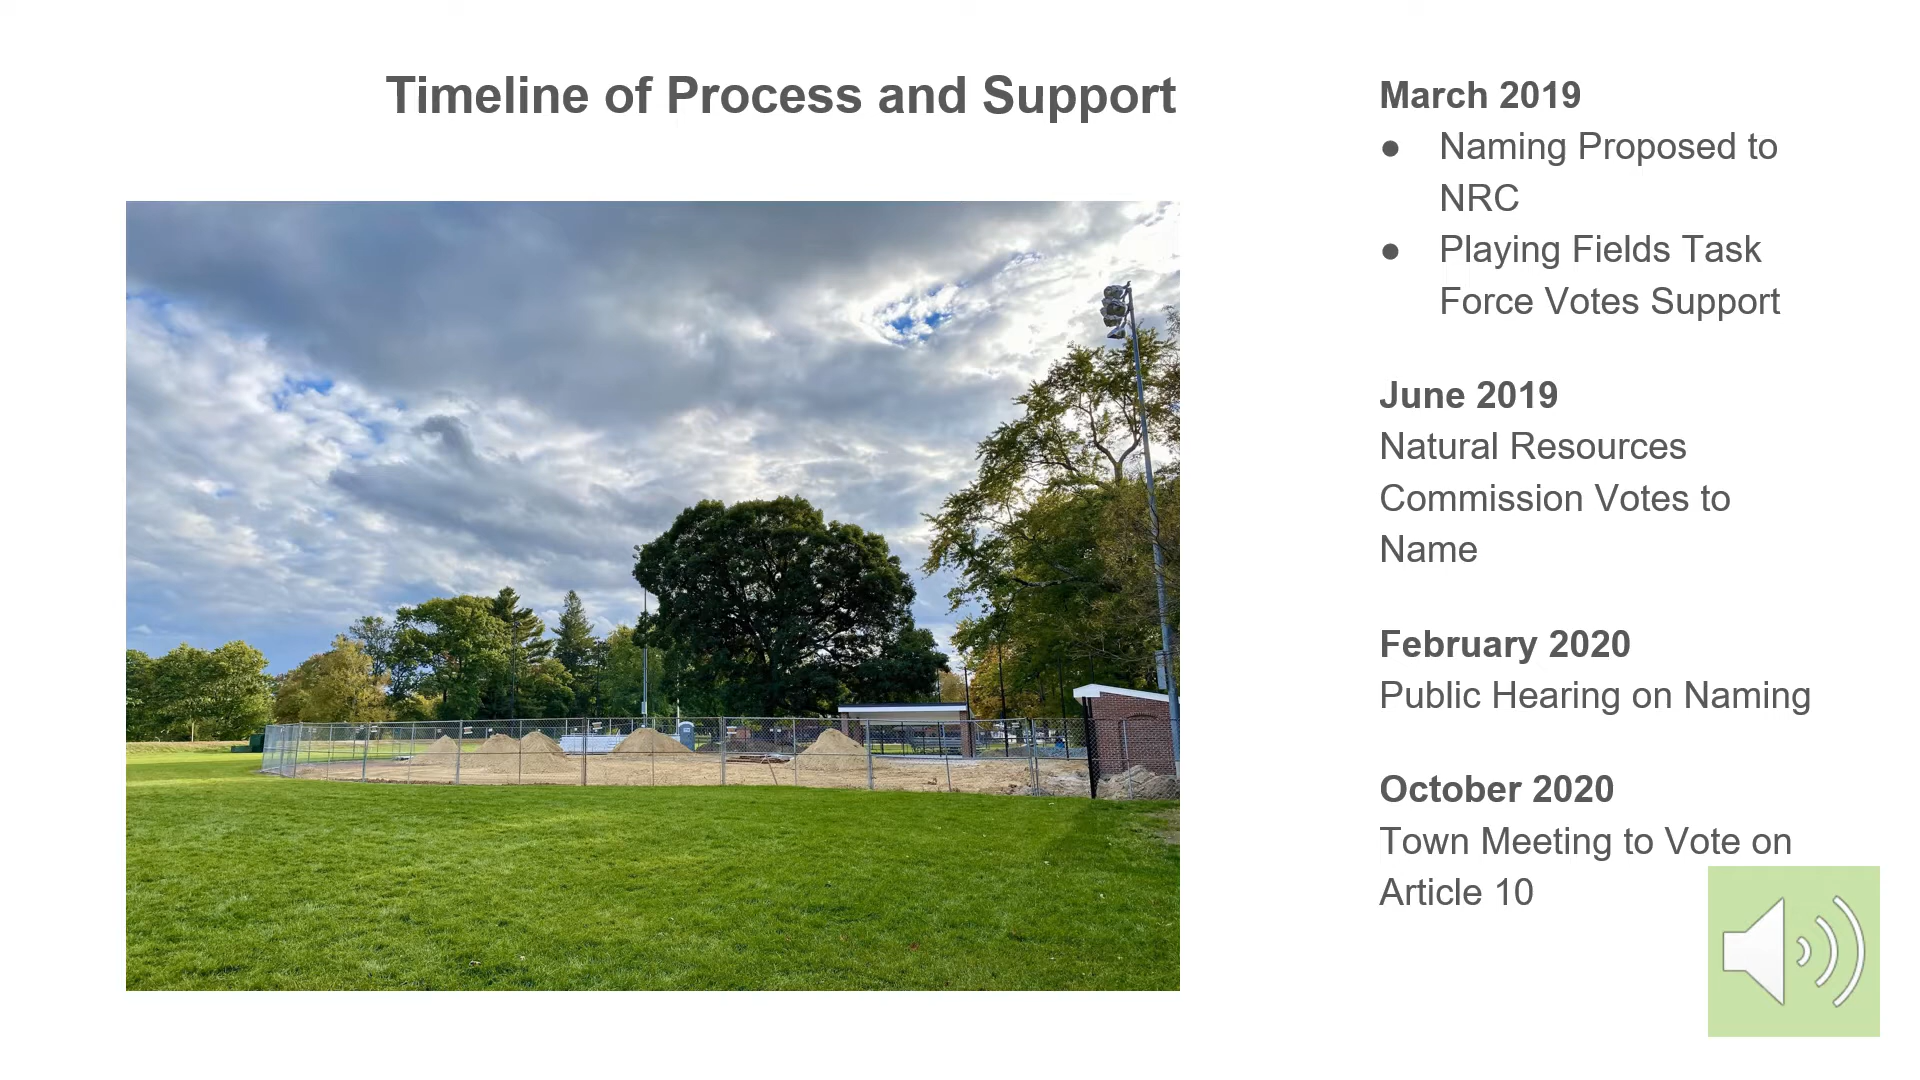 Timeline of Process and Support
March 2019
● Naming Proposed to
NRC
● Playing Fields Task
Force Votes Support
June 2019
Natural Resources
Commission Votes to
Name
February 2020
Public Hearing on Naming
October 2020
Town Meeting to Vote on
Article 10